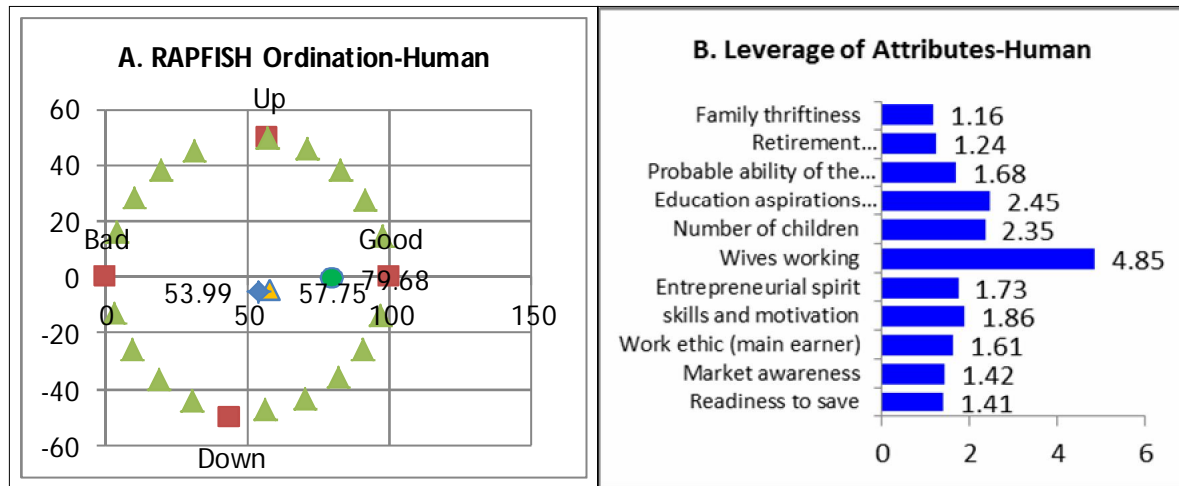 A. RAPFISH Ordination-Human
Up
60
40
20
Bad
Good
0
53.99
57.75
79.68
0
50
100
150
-20
-40
-60
Down
B. Leverage of Attributes-Human
Family thriftiness 1.16
Retirement... 1.24
Probable ability of the... 1.68
Education aspirations... 2.45
Number of children 2.35
Wives working 4.85
Entrepreneurial spirit 1.73
skills and motivation 1.86
Work ethic (main earner) 1.61
Market awareness 1.42
Readiness to save 1.41
0 2 4 6